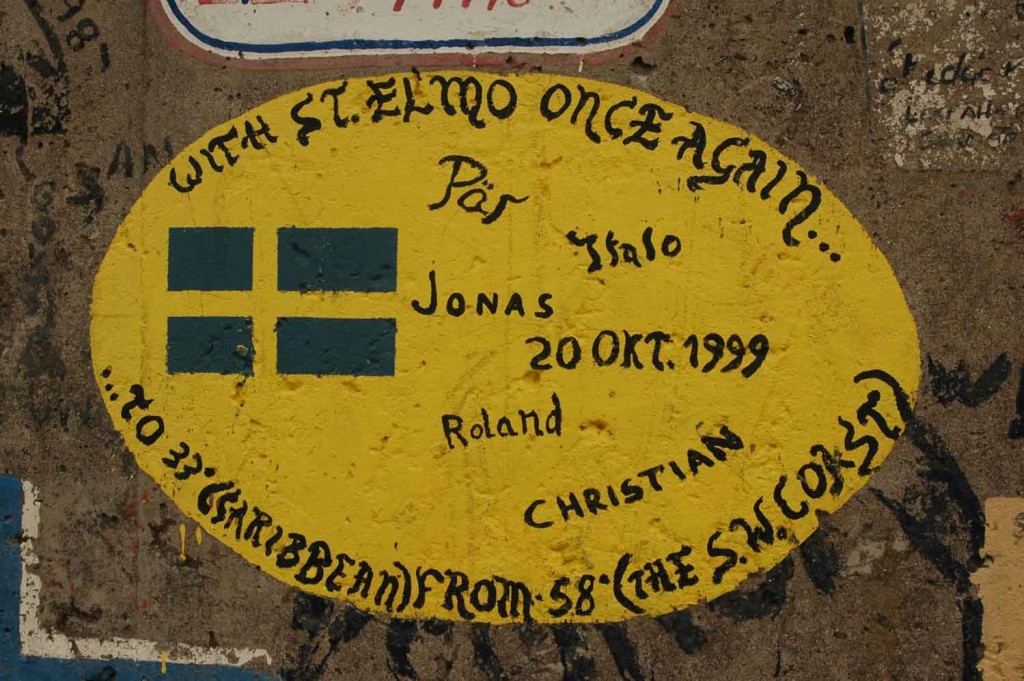 WITH ST. ELMO ONCE AGAIN...
Pär
Italo
JONAS
20 OKT. 1999
Roland
CHRISTIAN
...TO 33° (CARIBBEAN) FROM 58° (THE S.W. COAST)